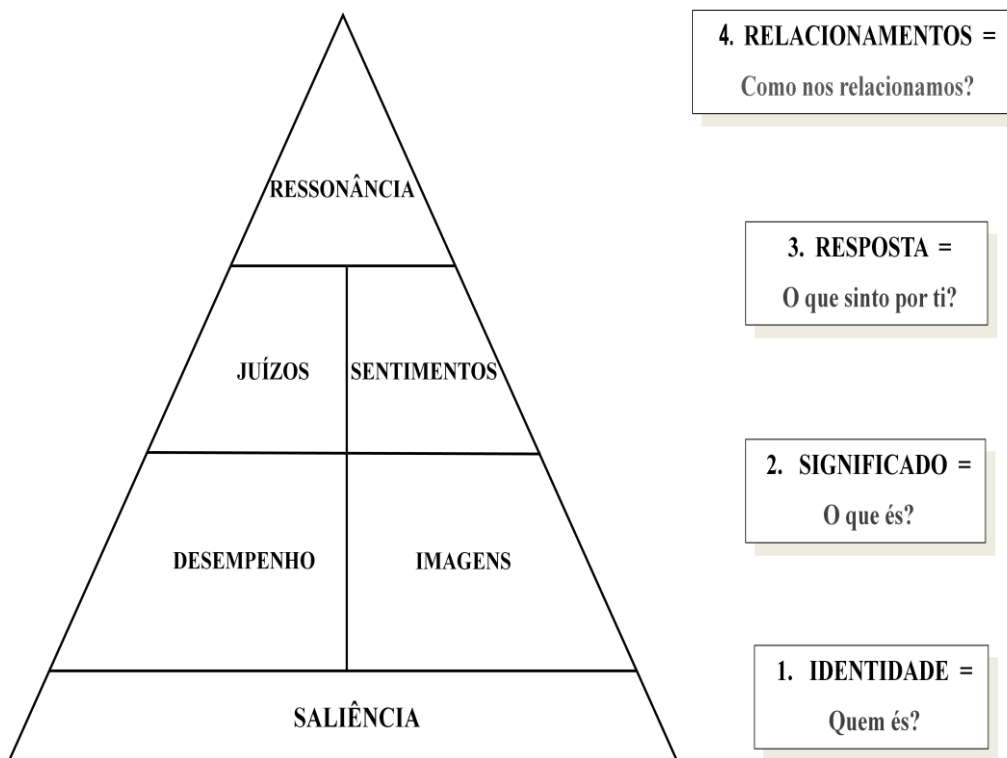 4. RELACIONAMENTOS =
Como nos relacionamos?
RESSONÂNCIA
3. RESPOSTA =
O que sinto por ti?
JUÍZOS
SENTIMENTOS
2. SIGNIFICADO =
O que és?
DESEMPENHO
IMAGENS
1. IDENTIDADE =
Quem és?
SALIÊNCIA